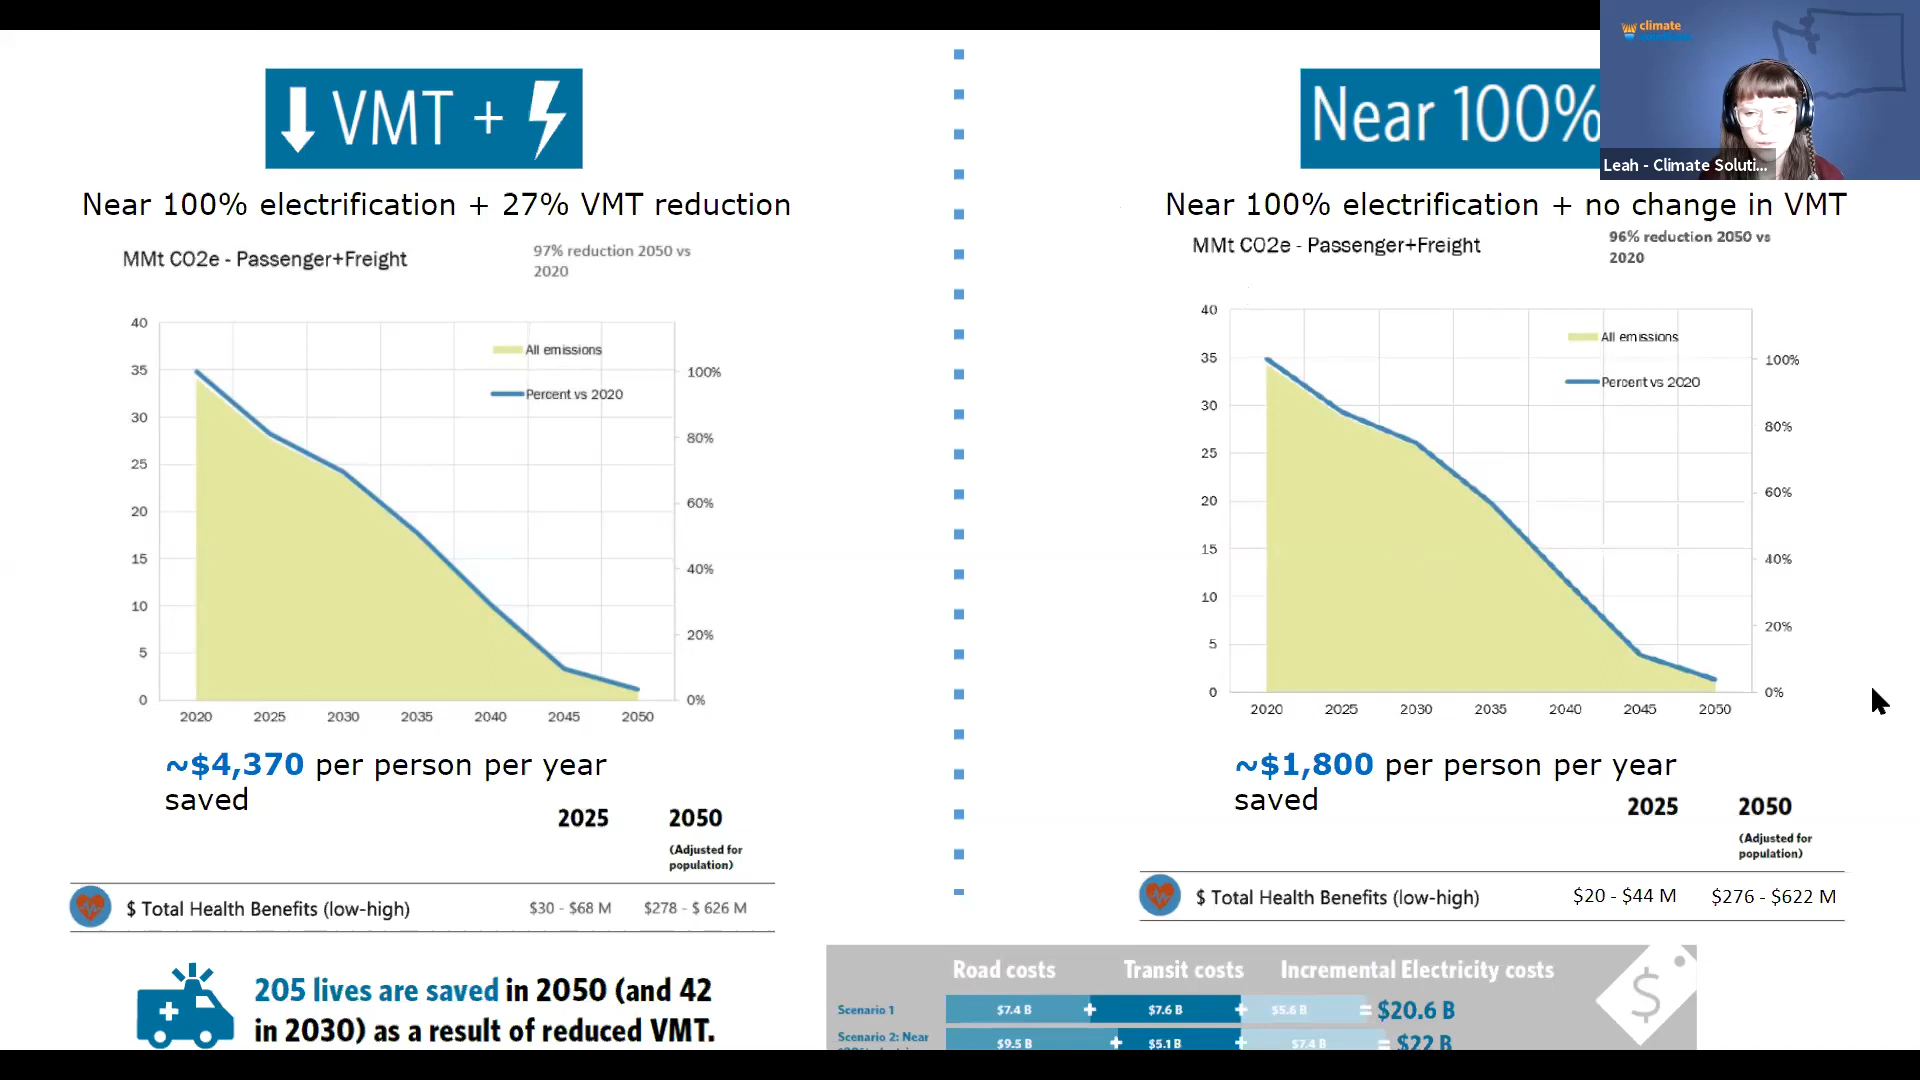 VMT +
Near 100% electrification + 27% VMT reduction
MMt CO2e - Passenger+Freight
97% reduction 2050 vs
2020
40
35
30
25
20
15
10
5
0
All emissions
Percent vs 2020
100%
80%
60%
40%
20%
0%
2020 2025 2030 2035 2040 2045 2050
~$4,370 per person per year
saved
2025 2050
(Adjusted for
population)
$ Total Health Benefits (low-high) $30 - $68 M $278 - $ 626 M
205 lives are saved in 2050 (and 42
in 2030) as a result of reduced VMT.
Near 100%
climate
Leah - Climate Soluti...
Near 100% electrification + no change in VMT
MMt CO2e - Passenger+Freight
96% reduction 2050 vs
2020
40
35
30
25
20
15
10
5
0
All emissions
Percent vs 2020
100%
80%
60%
40%
20%
0%
2020 2025 2030 2035 2040 2045 2050
~$1,800 per person per year
saved
2025 2050
(Adjusted for
population)
$ Total Health Benefits (low-high) $20 - $44 M $276 - $622 M
Road costs Transit costs Incremental Electricity costs
Scenario 1 $7.4 B + $7.6 B + $5.6 B = $20.6 B
Scenario 2: Near $9.5 B + $5.1 B + $7.4 B = $22 B
$